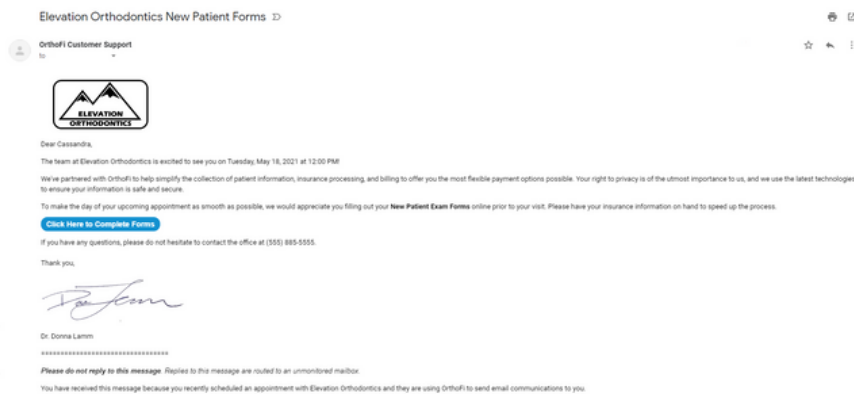 Elevation Orthodontics New Patient Forms
OrthoFi Customer Support
to
ELEVATION
ORTHODONTICS
Dear Cassandra,
The team at Elevation Orthodontics is excited to see you on Tuesday, May 18, 2021 at 12:00 PM!
We've partnered with OrthoFi to help simplify the collection of patient information, insurance processing, and billing to offer you the most flexible payment options possible. Your right to privacy is of the utmost importance to us, and we use the latest technologies
to ensure your information is safe and secure.
To make the day of your upcoming appointment as smooth as possible, we would appreciate you filling out your New Patient Exam Forms online prior to your visit. Please have your insurance information on hand to speed up the process.
Click Here to Complete Forms
If you have any questions, please do not hesitate to contact the office at (555) 885-5555.
Thank you,
Dr. Donna Lamm
********************************
Please do not reply to this message. Replies to this message are routed to an unmonitored mailbox.
You have received this message because you recently scheduled an appointment with Elevation Orthodontics and they are using OrthoFi to send email communications to you.